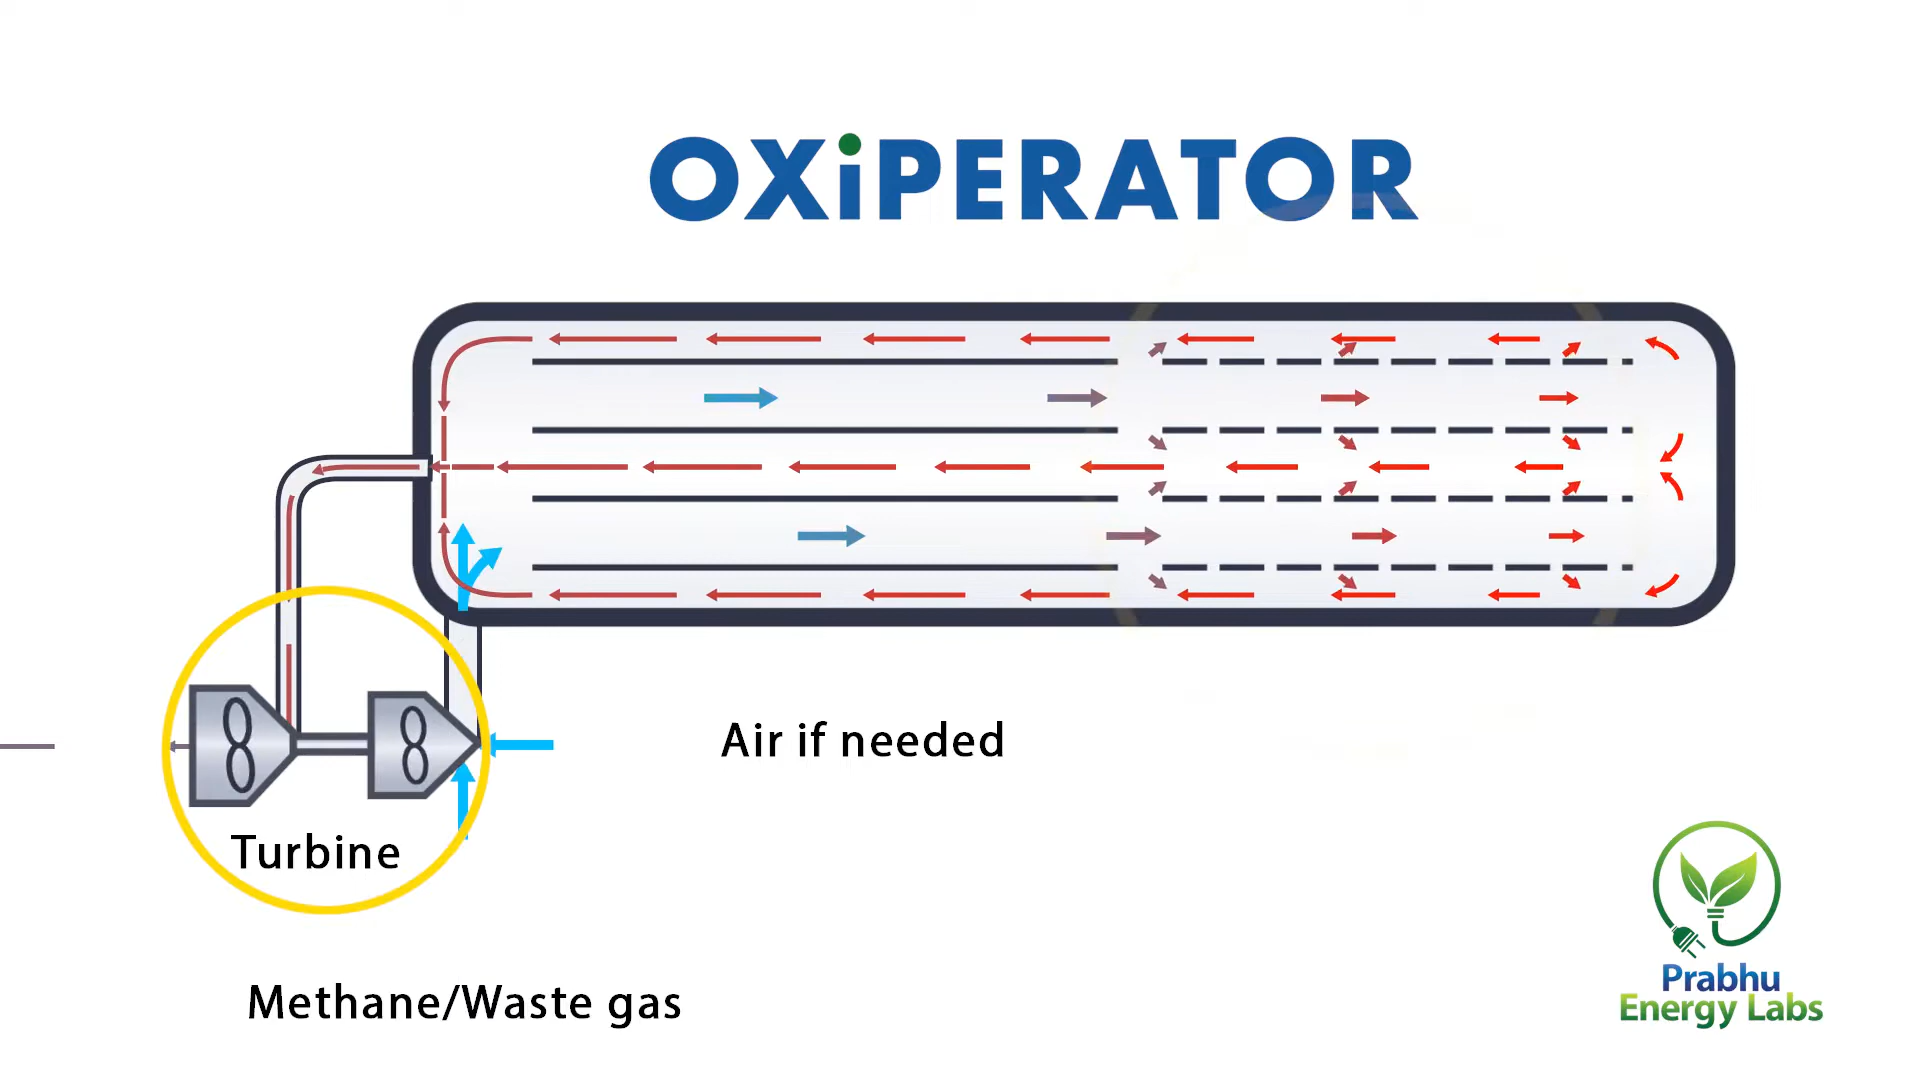 OXiPERATOR
Air if needed
Turbine
Methane/Waste gas
Prabhu
Energy Labs